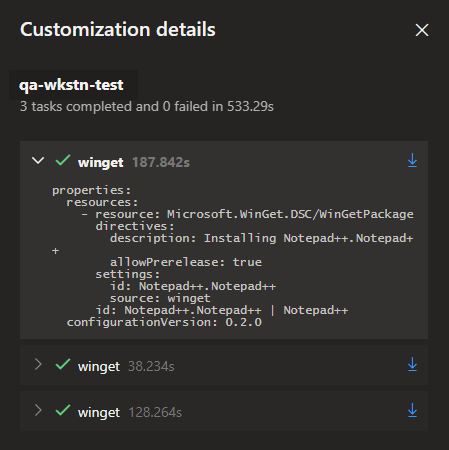 Customization details
qa-wkstn-test
3 tasks completed and 0 failed in 533.29s
winget 187.842s
properties:
  resources:
    - resource: Microsoft.WinGet.DSC/WinGetPackage
      directives:
        description: Installing Notepad++.Notepad+
+
        allowPrerelease: true
      settings:
        id: Notepad++.Notepad++
        source: winget
      id: Notepad++.Notepad++ | Notepad++
  configurationVersion: 0.2.0
winget 38.234s
winget 128.264s